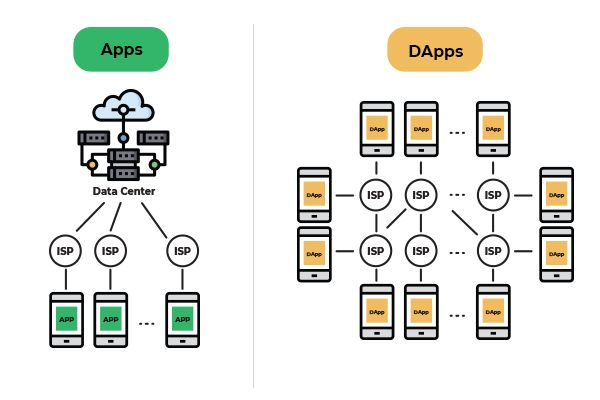 Apps
Data Center
ISP ISP ISP
APP APP ... APP
DApps
DApp DApp ... DApp
DApp ISP ISP ... ISP DApp
DApp ISP ISP ... ISP DApp
DApp DApp ... DApp